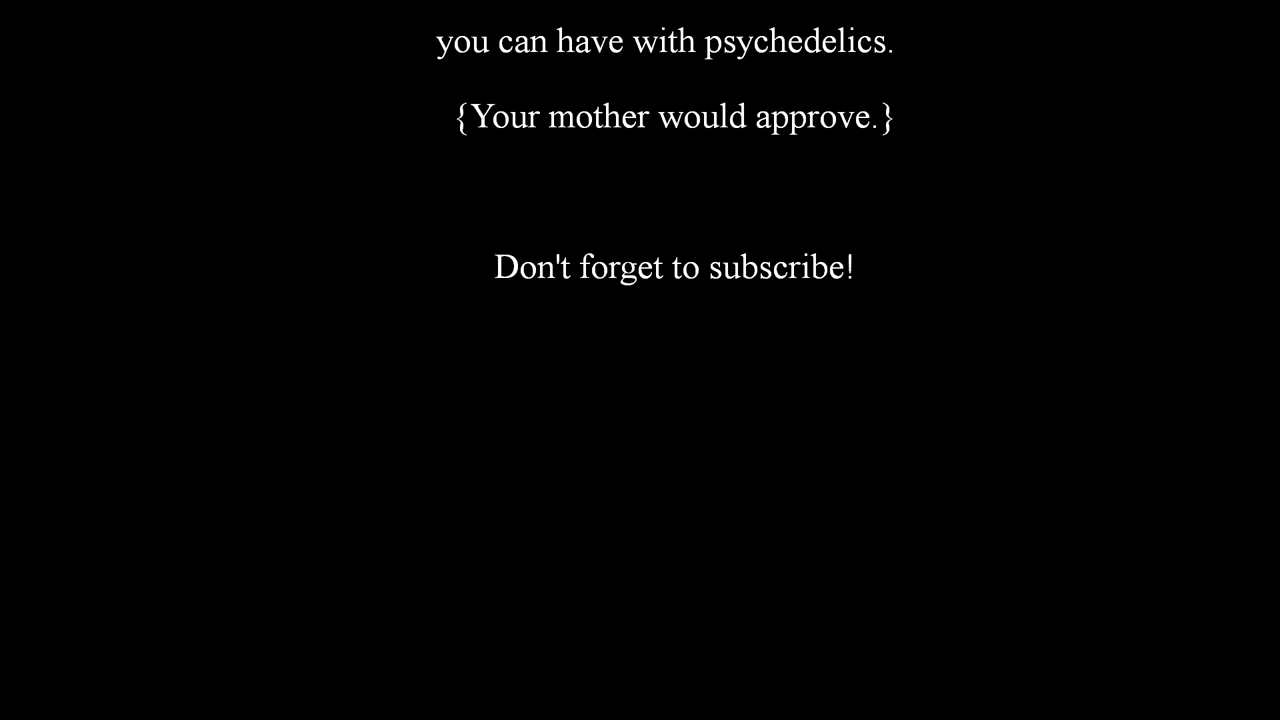 you can have with psychedelics.
{Your mother would approve.}
Don't forget to subscribe!